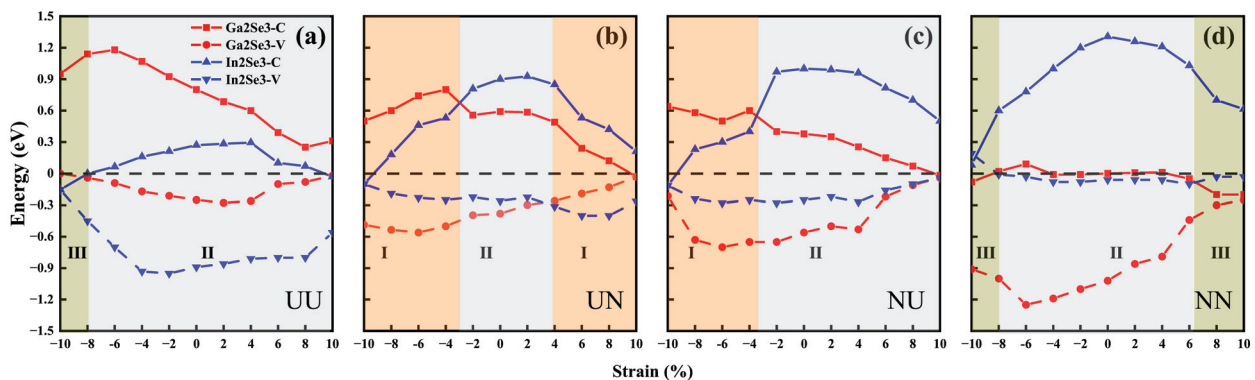 1.5
1.2
0.9
0.6
0.3
0
−0.3
−0.6
−0.9
−1.2
−1.5
Energy (eV)
Ga2Se3-C
Ga2Se3-V
In2Se3-C
In2Se3-V
(a)
III
II
UU
−10 −8 −6 −4 −2 0 2 4 6 8 10
(b)
I
II
I
UN
−10 −8 −6 −4 −2 0 2 4 6 8 10
(c)
I
II
NU
−10 −8 −6 −4 −2 0 2 4 6 8 10
(d)
III
II
III
NN
−10 −8 −6 −4 −2 0 2 4 6 8 10
Strain (%)